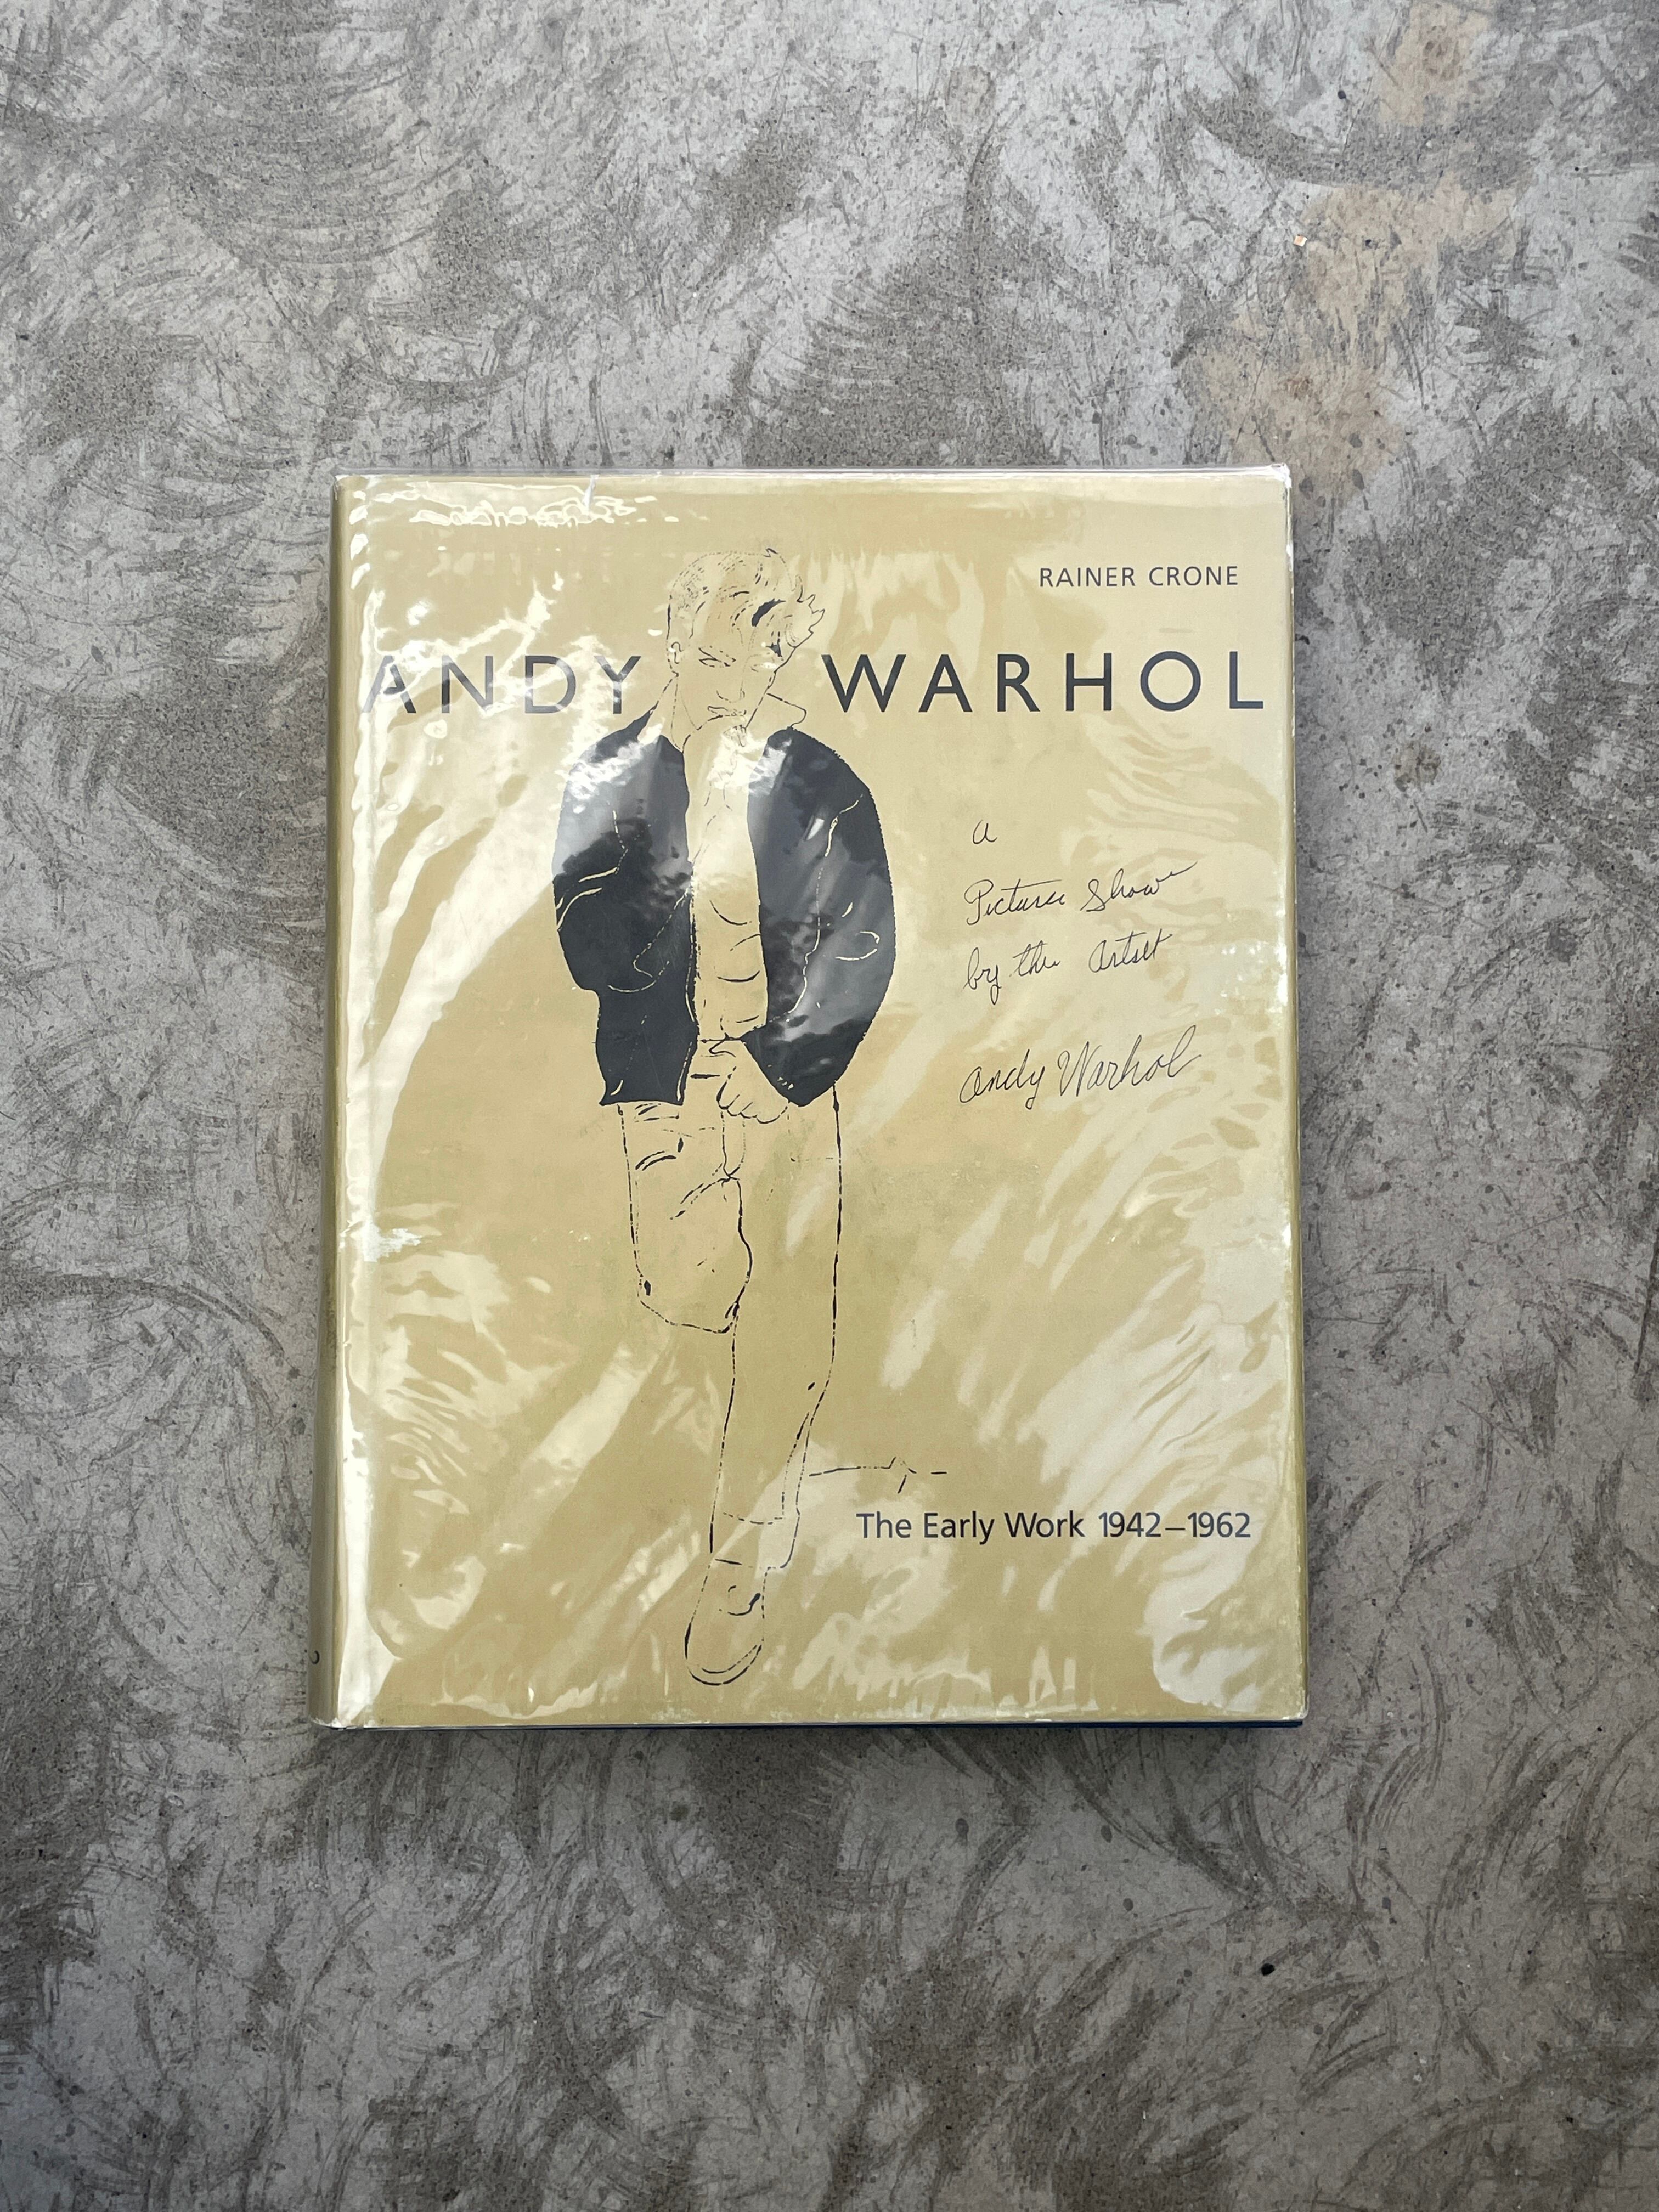 RAINER CRONE
ANDY WARHOL
a
Picture Show
by the Artist
Andy Warhol
The Early Work 1942–1962